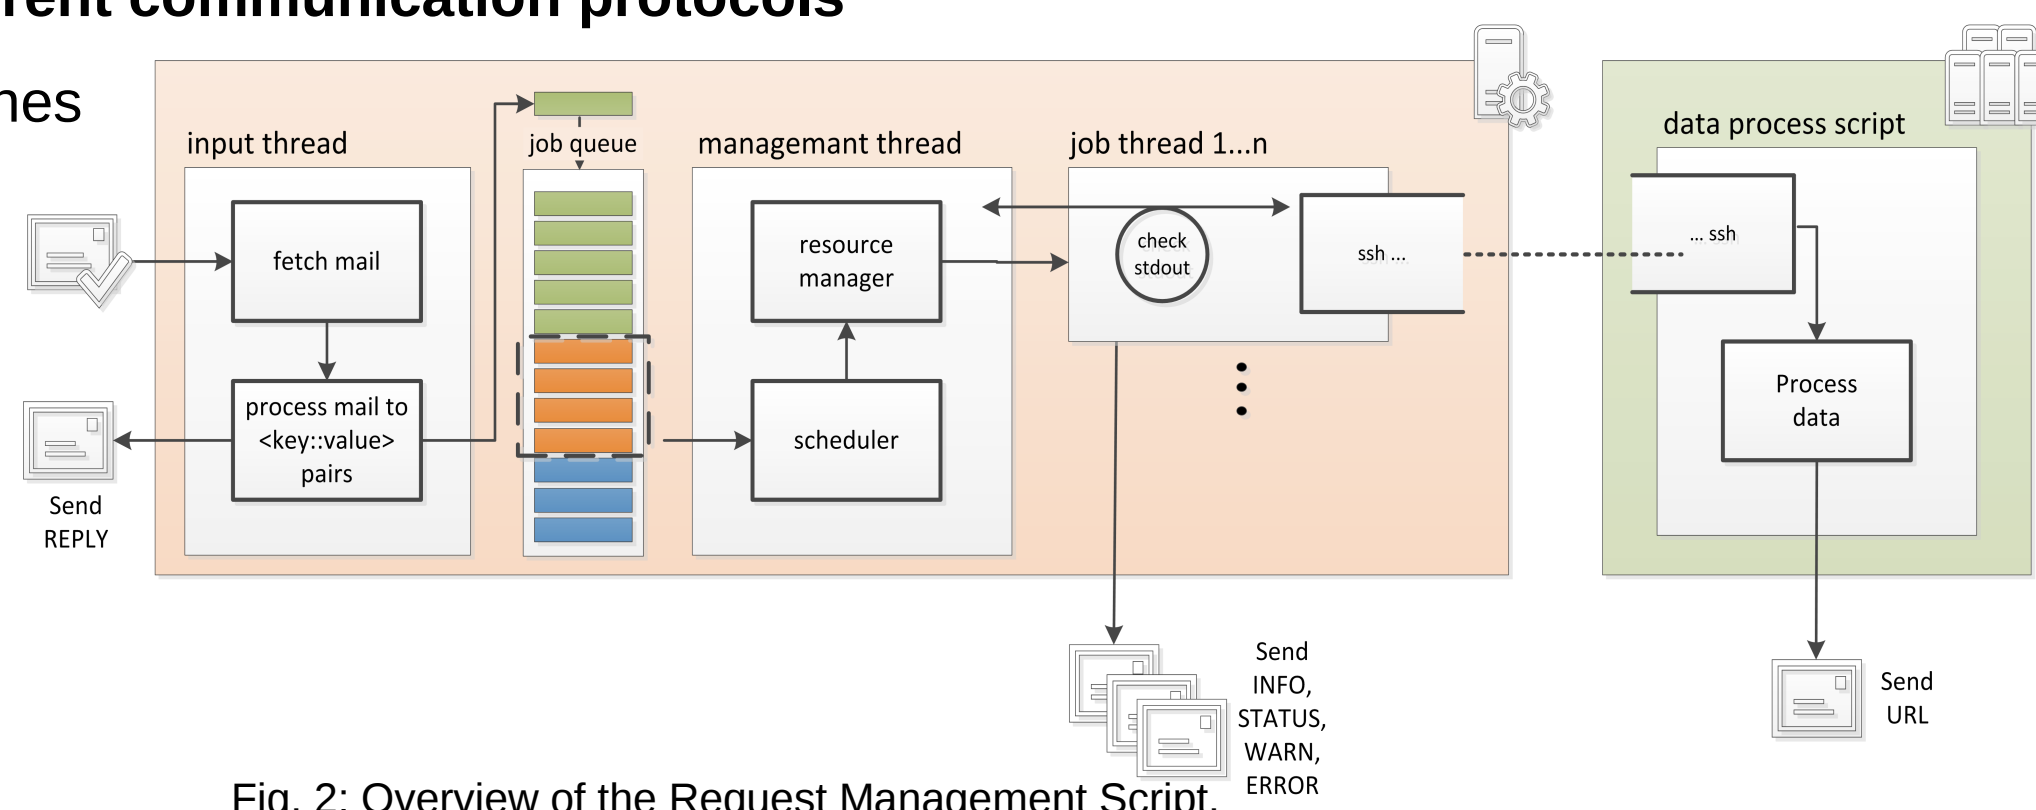 communication protocols
input thread
fetch mail
process mail to
<key::value>
pairs
Send
REPLY
job queue
managemant thread
resource
manager
scheduler
job thread 1...n
check
stdout
ssh ...
data process script
... ssh
Process
data
Send
INFO,
STATUS,
WARN,
ERROR
Send
URL
Fig. 2: Overview of the Request Management Script.